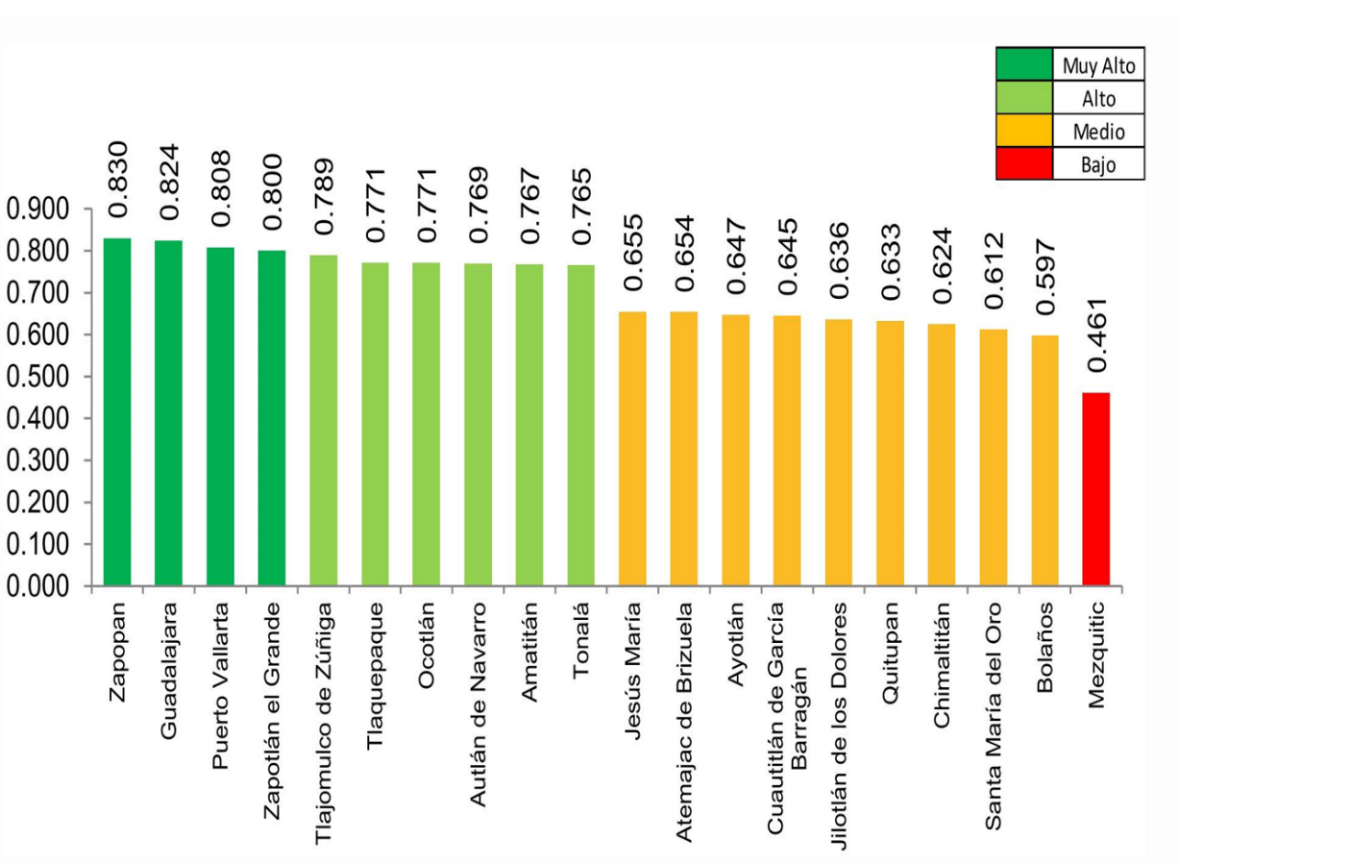 Muy Alto
Alto
Medio
Bajo
0.900
0.800
0.700
0.600
0.500
0.400
0.300
0.200
0.100
0.000
0.830
0.824
0.808
0.800
0.789
0.771
0.771
0.769
0.767
0.765
0.655
0.654
0.647
0.645
0.636
0.633
0.624
0.612
0.597
0.461
Zapopan
Guadalajara
Puerto Vallarta
Zapotlán el Grande
Tlajomulco de Zúñiga
Tlaquepaque
Ocotlán
Autlán de Navarro
Amatitán
Tonalá
Jesús María
Atemajac de Brizuela
Ayotlán
Cuautitlán de García
Barragán
Jilotlán de los Dolores
Quitupan
Chimaltitán
Santa María del Oro
Bolaños
Mezquitic